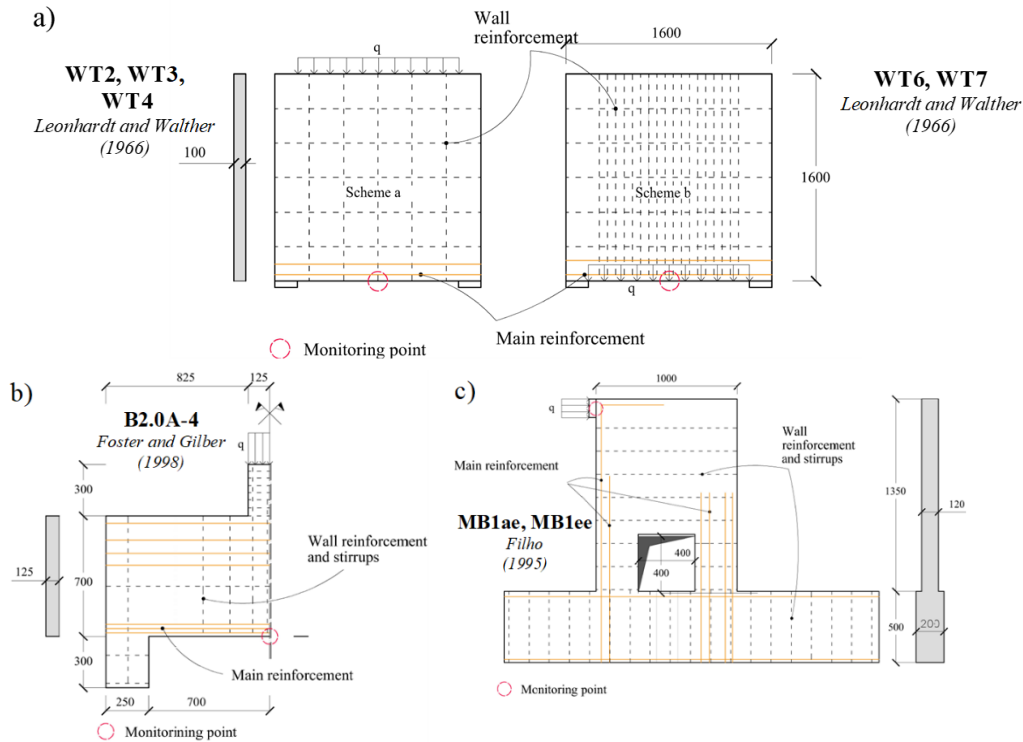 a)
WT2, WT3,
WT4
Leonhardt and Walther
(1966)
100
q
Scheme a
Wall
reinforcement
1600
Scheme b
q
1600
WT6, WT7
Leonhardt and Walther
(1966)
Main reinforcement
Monitoring point
b)
825
125
B2.0A-4
Foster and Gilber
(1998)
q
300
125
700
Wall reinforcement
and stirrups
300
Main reinforcement
250
700
Monitorining point
c)
1000
q
Wall
reinforcement
and stirrups
Main reinforcement
MB1ae, MB1ee
Filho
(1995)
400
400
1350
120
500
200
Monitoring point